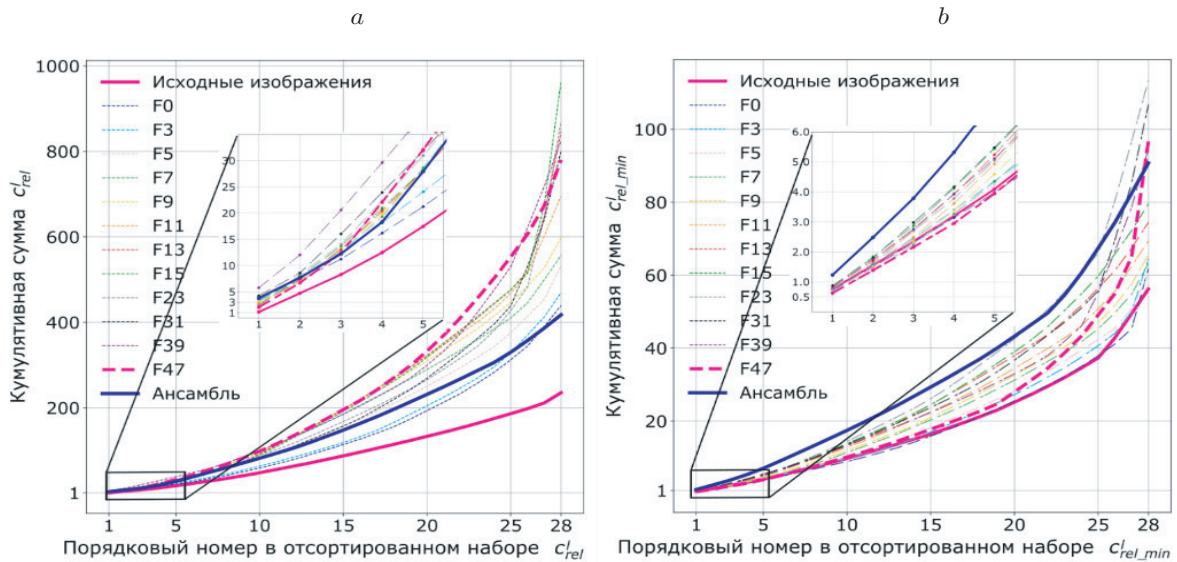 a
b
1000
800
600
400
200
1
Кумулятивная сумма c^l_rel
Исходные изображения
F0
F3
F5
F7
F9
F11
F13
F15
F23
F31
F39
F47
Ансамбль
30
25
20
15
10
5
3
1
1 2 3 4 5
1 5 10 15 20 25 28
Порядковый номер в отсортированном наборе c^l_rel
100
80
60
40
20
1
Кумулятивная сумма c^l_rel_min
Исходные изображения
F0
F3
F5
F7
F9
F11
F13
F15
F23
F31
F39
F47
Ансамбль
6.0
5.0
4.0
3.0
2.0
1.0
0.5
1 2 3 4 5
1 5 10 15 20 25 28
Порядковый номер в отсортированном наборе c^l_rel_min